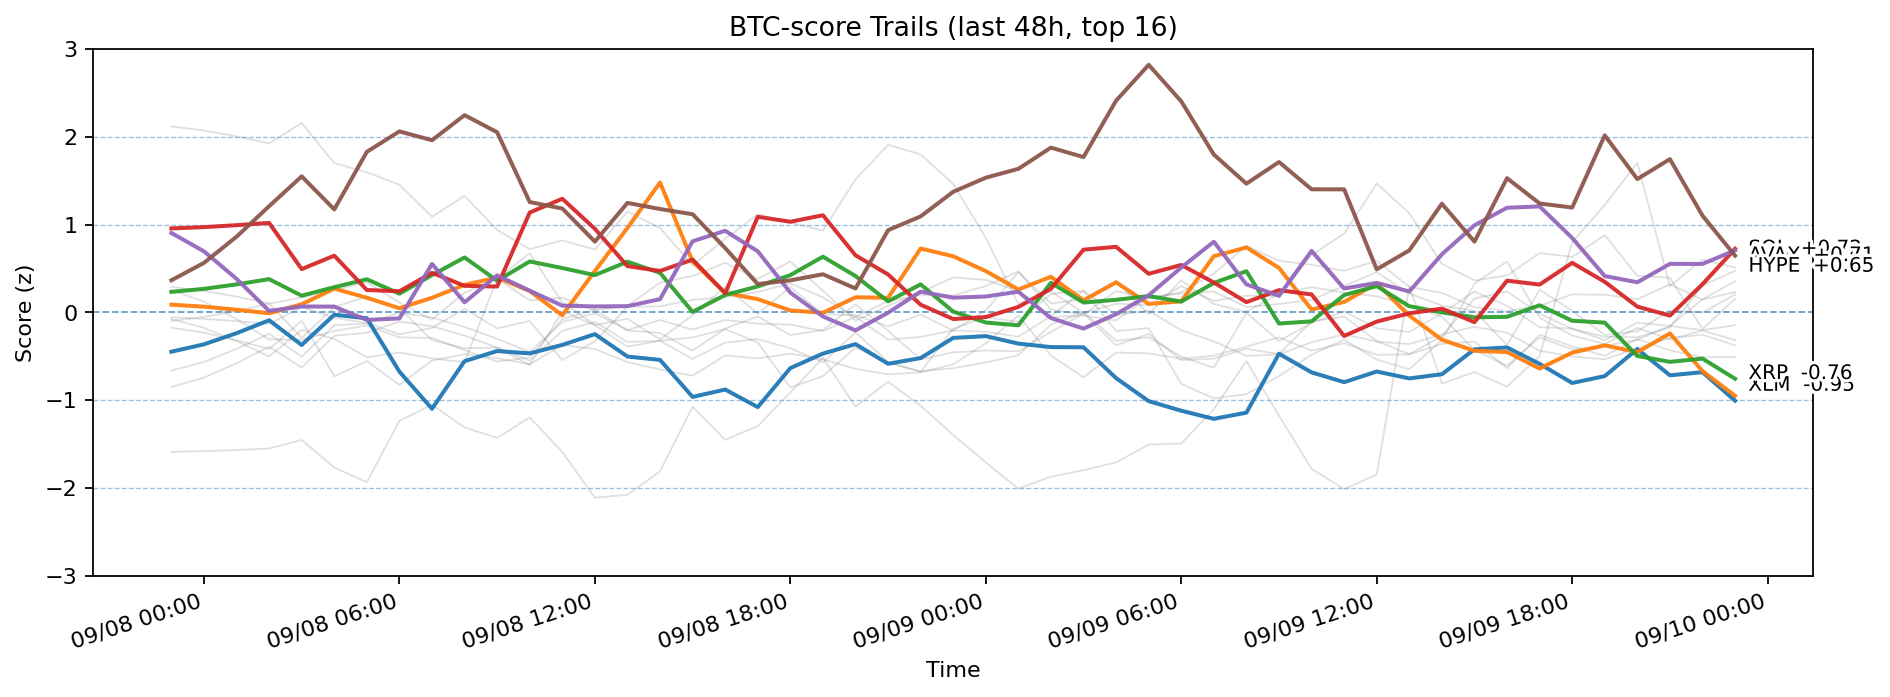 BTC-score Trails (last 48h, top 16)
3
2
1
0
−1
−2
−3
Score (z)
HYPE +0.65
XRP -0.76
XLM -0.95
09/08 00:00
09/08 06:00
09/08 12:00
09/08 18:00
09/09 00:00
09/09 06:00
09/09 12:00
09/09 18:00
09/10 00:00
Time